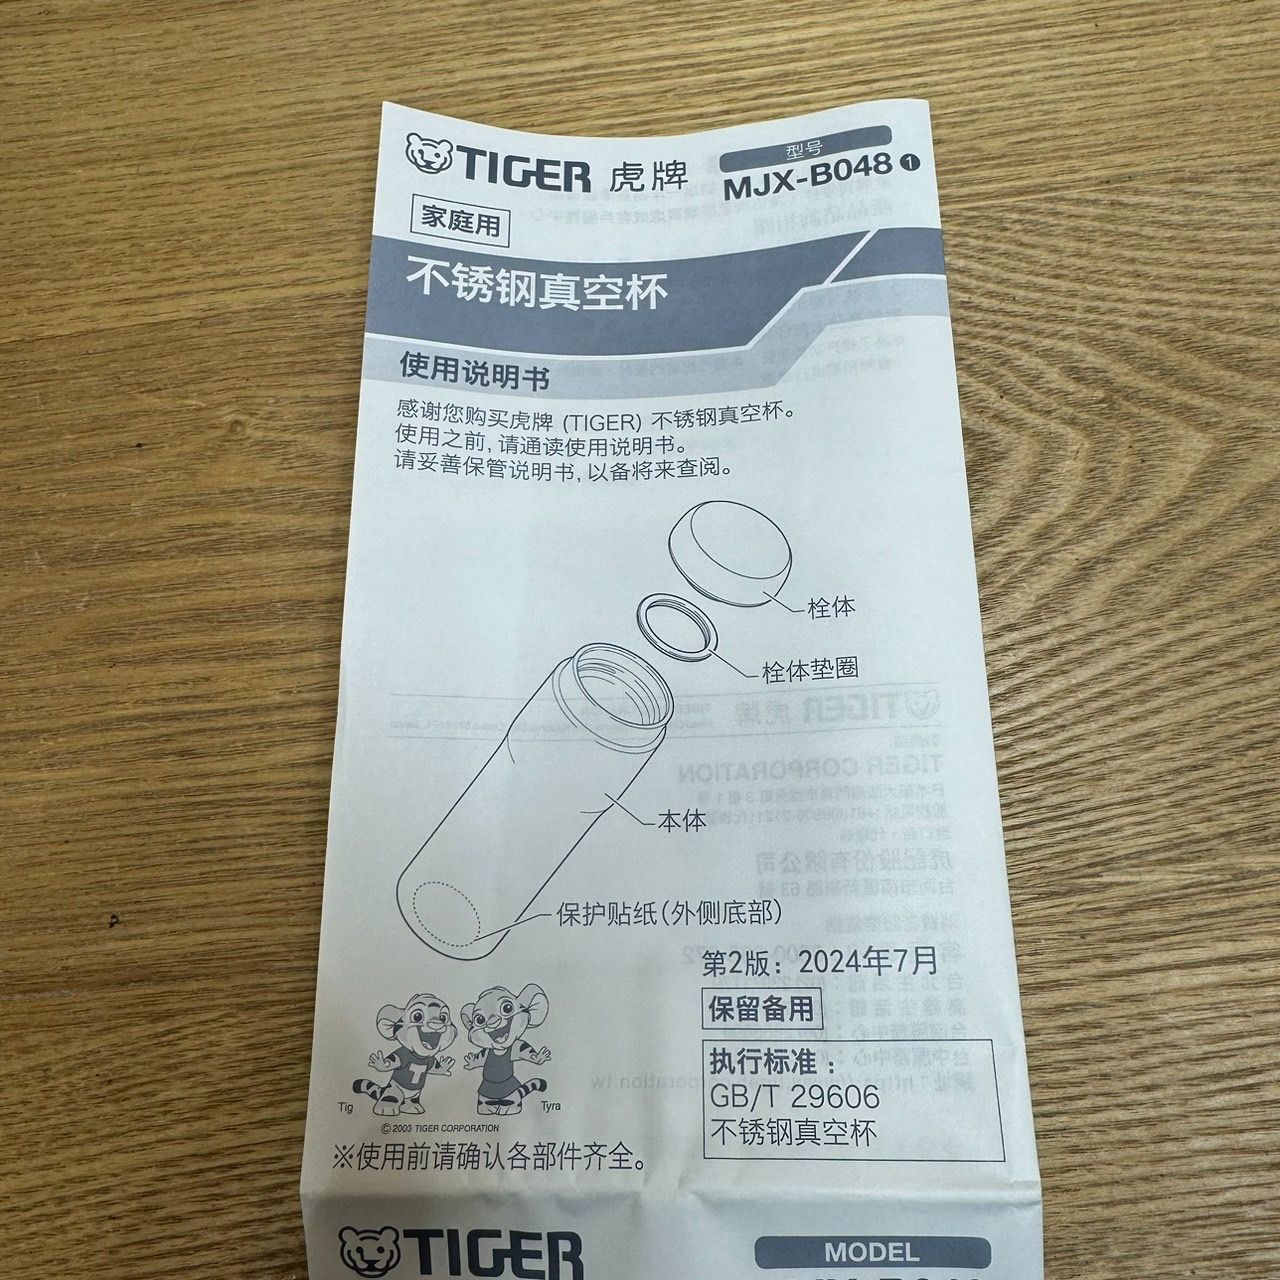 TIGER 虎牌
型号
MJX-B048 ❶
家庭用
不锈钢真空杯
使用说明书
感谢您购买虎牌 (TIGER) 不锈钢真空杯。
使用之前, 请通读使用说明书。
请妥善保管说明书, 以备将来查阅。
栓体
栓体垫圈
本体
保护贴纸(外侧底部)
第2版：2024年7月
保留备用
执行标准：
GB/T 29606
不锈钢真空杯
Tig
Tyra
©2003 TIGER CORPORATION
※使用前请确认各部件齐全。
TIGER
MODEL